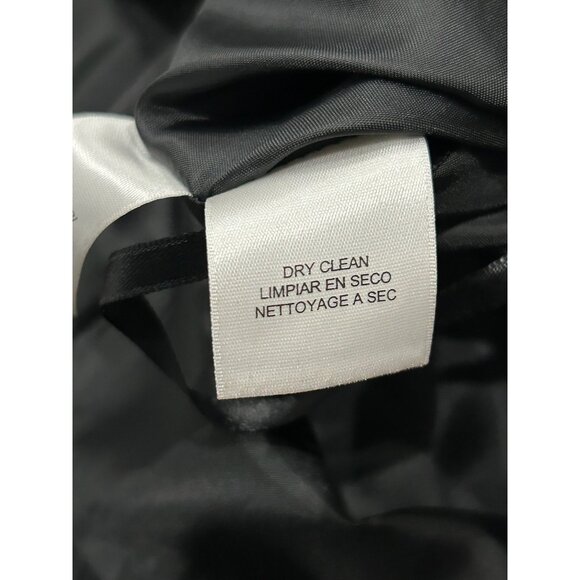 DRY CLEAN
LIMPIAR EN SECO
NETTOYAGE A SEC